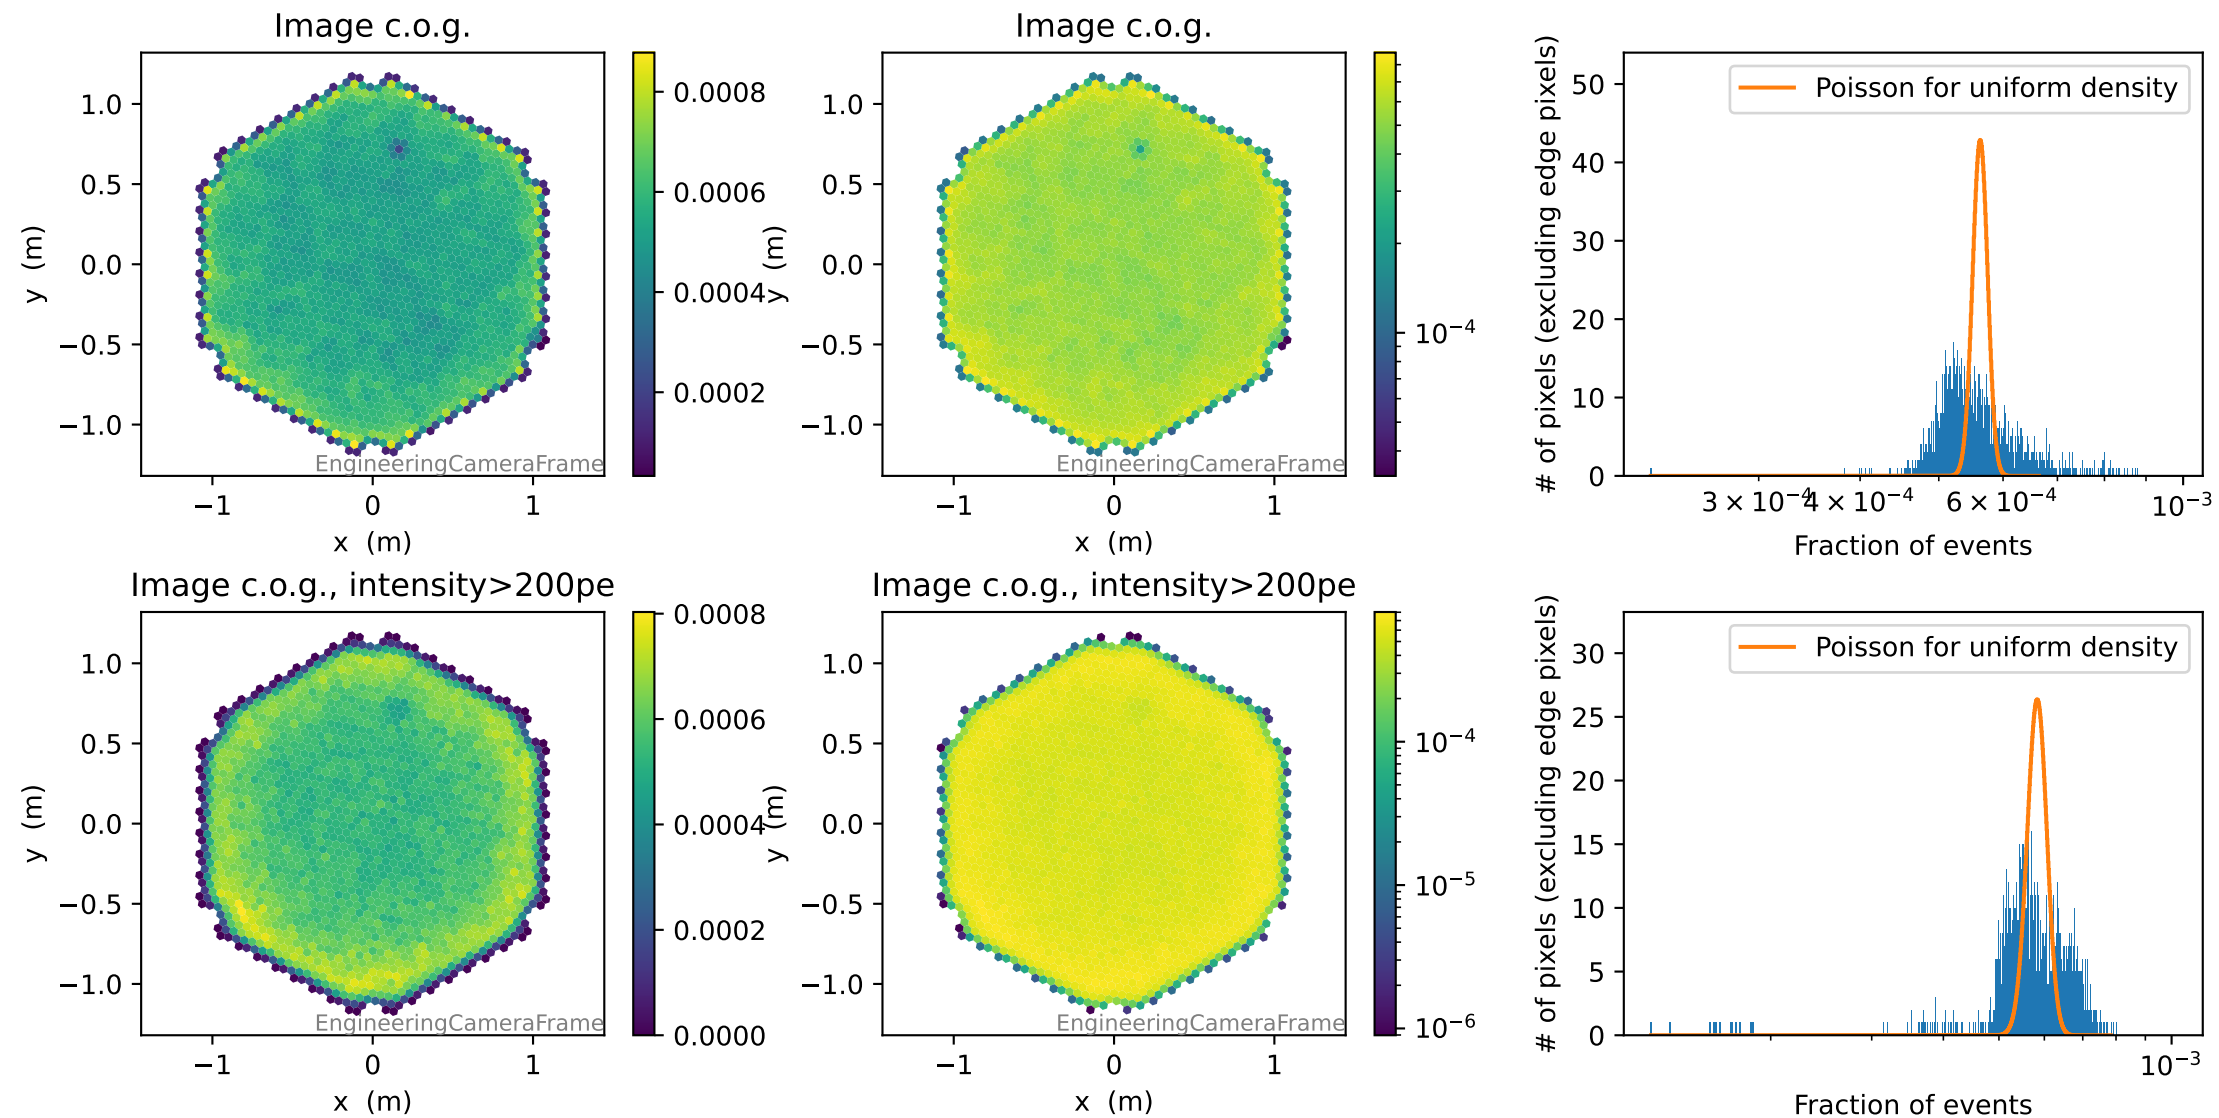 Image c.o.g.
y (m)
1.0
0.5
0.0
−0.5
−1.0
−1
0
1
x (m)
EngineeringCameraFrame
0.0008
0.0006
0.0004
0.0002
Image c.o.g.
y (m)
1.0
0.5
0.0
−0.5
−1.0
−1
0
1
x (m)
EngineeringCameraFrame
10⁻⁴
# of pixels (excluding edge pixels)
50
40
30
20
10
0
Poisson for uniform density
3 × 10⁻⁴
4 × 10⁻⁴
6 × 10⁻⁴
10⁻³
Fraction of events
Image c.o.g., intensity>200pe
y (m)
1.0
0.5
0.0
−0.5
−1.0
−1
0
1
x (m)
EngineeringCameraFrame
0.0008
0.0006
0.0004
0.0002
0.0000
Image c.o.g., intensity>200pe
y (m)
1.0
0.5
0.0
−0.5
−1.0
−1
0
1
x (m)
EngineeringCameraFrame
10⁻⁴
10⁻⁵
10⁻⁶
# of pixels (excluding edge pixels)
30
25
20
15
10
5
0
Poisson for uniform density
10⁻³
Fraction of events